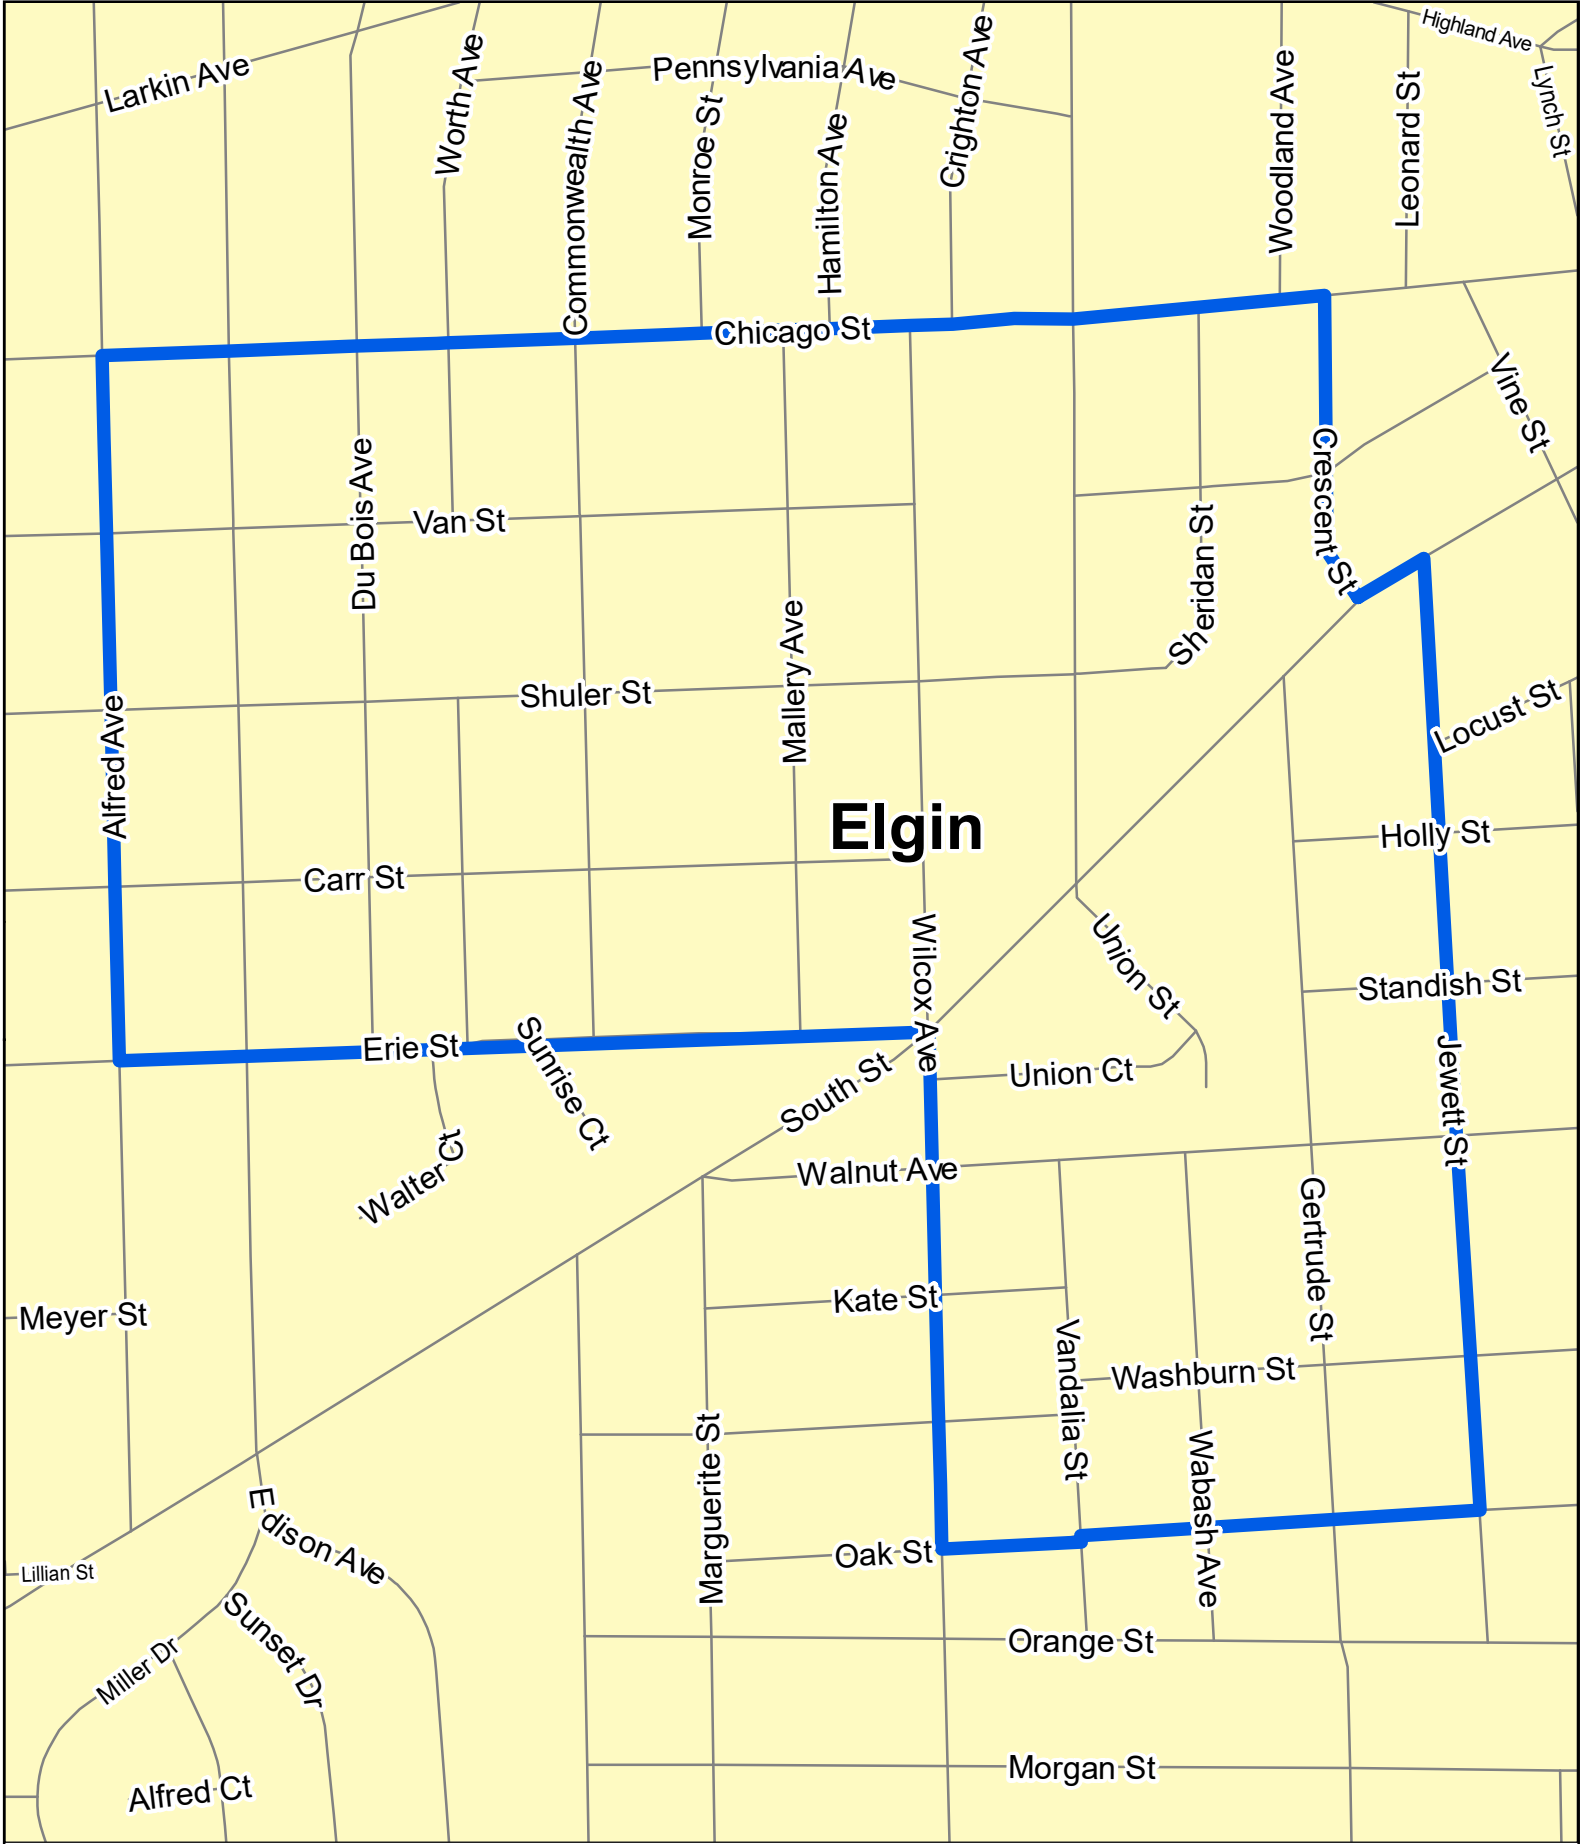 Highland Ave
Larkin Ave
Worth Ave
Commonwealth Ave
Pennsylvania Ave
Monroe St
Hamilton Ave
Crighton Ave
Woodland Ave
Leonard St
Lynch St
Chicago St
Vine St
Crescent St
Du Bois Ave
Van St
Sheridan St
Mallery Ave
Shuler St
Alfred Ave
Locust St
Elgin
Holly St
Carr St
Wilcox Ave
Union St
Standish St
Erie St
Sunrise Ct
South St
Union Ct
Jewett St
Walter Ct
Walnut Ave
Gertrude St
Meyer St
Kate St
Vandalia St
Washburn St
Marguerite St
Wabash Ave
Edison Ave
Oak St
Lillian St
Sunset Dr
Miller Dr
Orange St
Alfred Ct
Morgan St